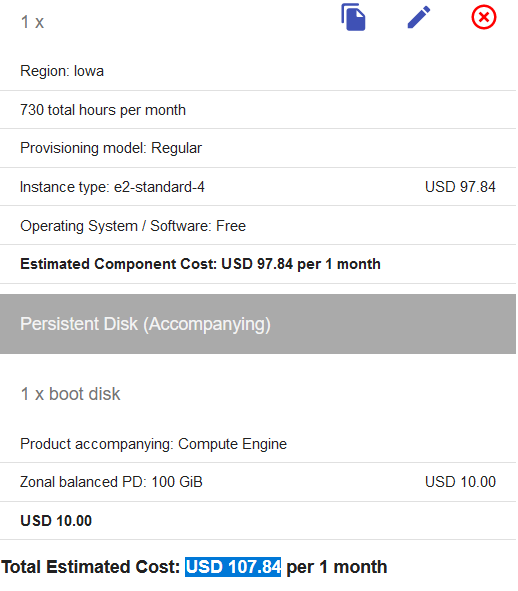 1 x
Region: Iowa
730 total hours per month
Provisioning model: Regular
Instance type: e2-standard-4 USD 97.84
Operating System / Software: Free
Estimated Component Cost: USD 97.84 per 1 month
Persistent Disk (Accompanying)
1 x boot disk
Product accompanying: Compute Engine
Zonal balanced PD: 100 GiB USD 10.00
USD 10.00
Total Estimated Cost: USD 107.84 per 1 month